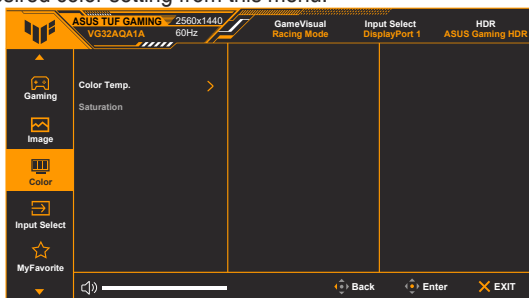 desired color setting from this menu.
ASUS TUF GAMING 2560x1440
VG32AQA1A 60Hz
GameVisual
Racing Mode
Input Select
DisplayPort 1
HDR
ASUS Gaming HDR
Gaming
Image
Color
Input Select
MyFavorite
Color Temp.
Saturation
Back
Enter
EXIT